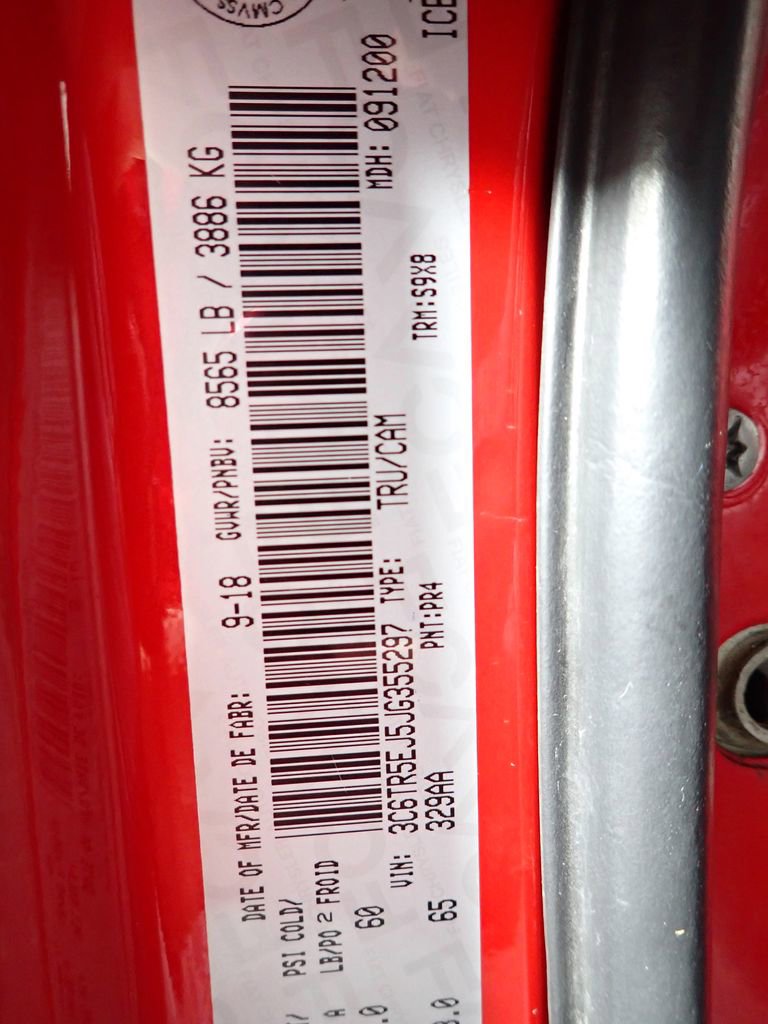 CMVSS
DATE OF MFR/DATE DE FABR: 9-18 GVWR/PNBV: 8565 LB / 3886 KG
PSI COLD/
LB/PO 2 FROID
60
VIN: 3C6TR5EJ5JG355297 TYPE: TRU/CAM MDH: 091200
329AA PNT:PR4 TRM:S9X8
65